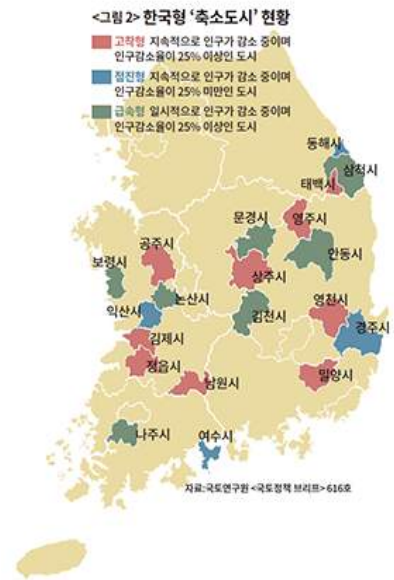 <그림 2> 한국형 ‘축소도시’ 현황
고착형 지속적으로 인구가 감소 중이며
인구감소율이 25% 이상인 도시
점진형 지속적으로 인구가 감소 중이며
인구감소율이 25% 미만인 도시
급속형 일시적으로 인구가 감소 중이며
인구감소율이 25% 이상인 도시
동해시
삼척시
태백시
문경시
영주시
공주시
안동시
보령시
상주시
논산시
영천시
익산시
김천시
경주시
김제시
정읍시
밀양시
남원시
나주시
여수시
자료:국토연구원 <국토정책 브리프> 616호